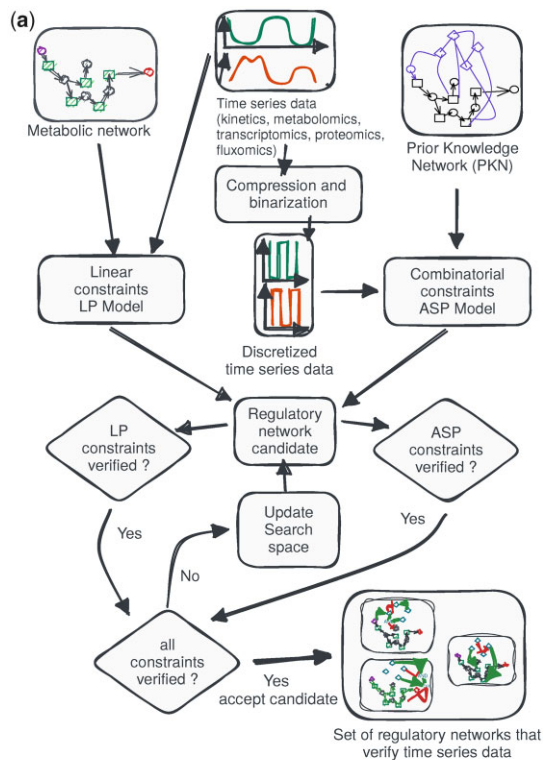 (a)
Metabolic network
Time series data
(kinetics, metabolomics,
transcriptomics, proteomics,
fluxomics)
Prior Knowledge
Network (PKN)
Compression and
binarization
Linear
constraints
LP Model
Discretized
time series data
Combinatorial
constraints
ASP Model
LP
constraints
verified ?
Regulatory
network
candidate
ASP
constraints
verified ?
Update
Search
space
Yes
No
Yes
all
constraints
verified ?
Yes
accept candidate
Set of regulatory networks that
verify time series data